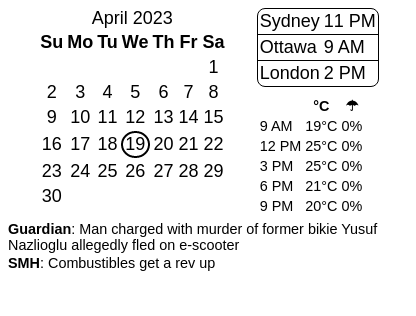 April 2023
Su Mo Tu We Th Fr Sa
1
2 3 4 5 6 7 8
9 10 11 12 13 14 15
16 17 18 19 20 21 22
23 24 25 26 27 28 29
30
Sydney 11 PM
Ottawa 9 AM
London 2 PM
°C ☂
9 AM 19°C 0%
12 PM 25°C 0%
3 PM 25°C 0%
6 PM 21°C 0%
9 PM 20°C 0%
Guardian: Man charged with murder of former bikie Yusuf
Nazlioglu allegedly fled on e-scooter
SMH: Combustibles get a rev up